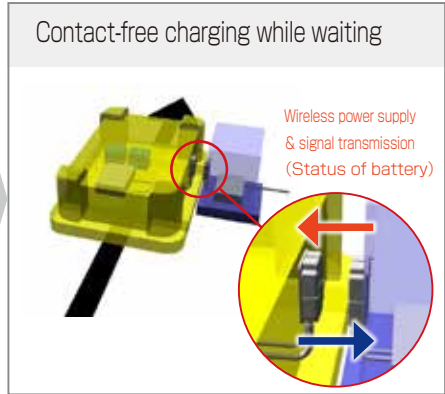 Contact-free charging while waiting
Wireless power supply
& signal transmission
(Status of battery)